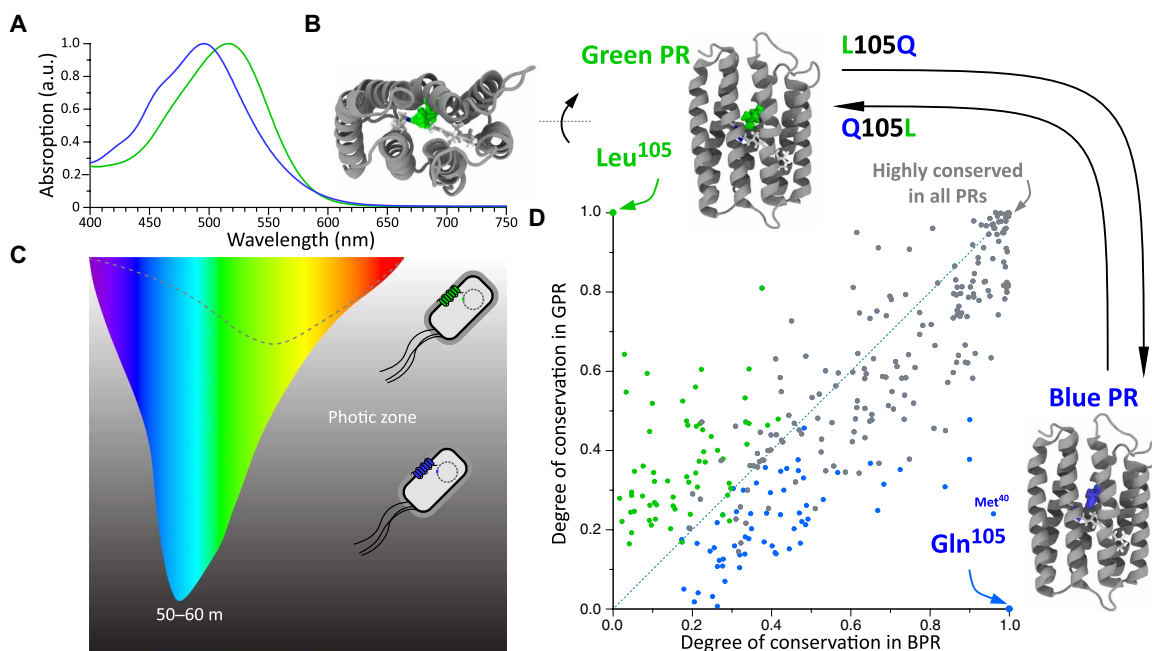 A
Absroption (a.u.)
1.0
0.8
0.6
0.4
0.2
0
400
450
500
550
600
650
700
750
Wavelength (nm)
B
Green PR
L105Q
Q105L
Leu105
Highly conserved
in all PRs
C
Photic zone
50–60 m
D
Degree of conservation in GPR
1.0
0.8
0.6
0.4
0.2
0.0
0.0
0.2
0.4
0.6
0.8
1.0
Degree of conservation in BPR
Met40
Gln105
Blue PR